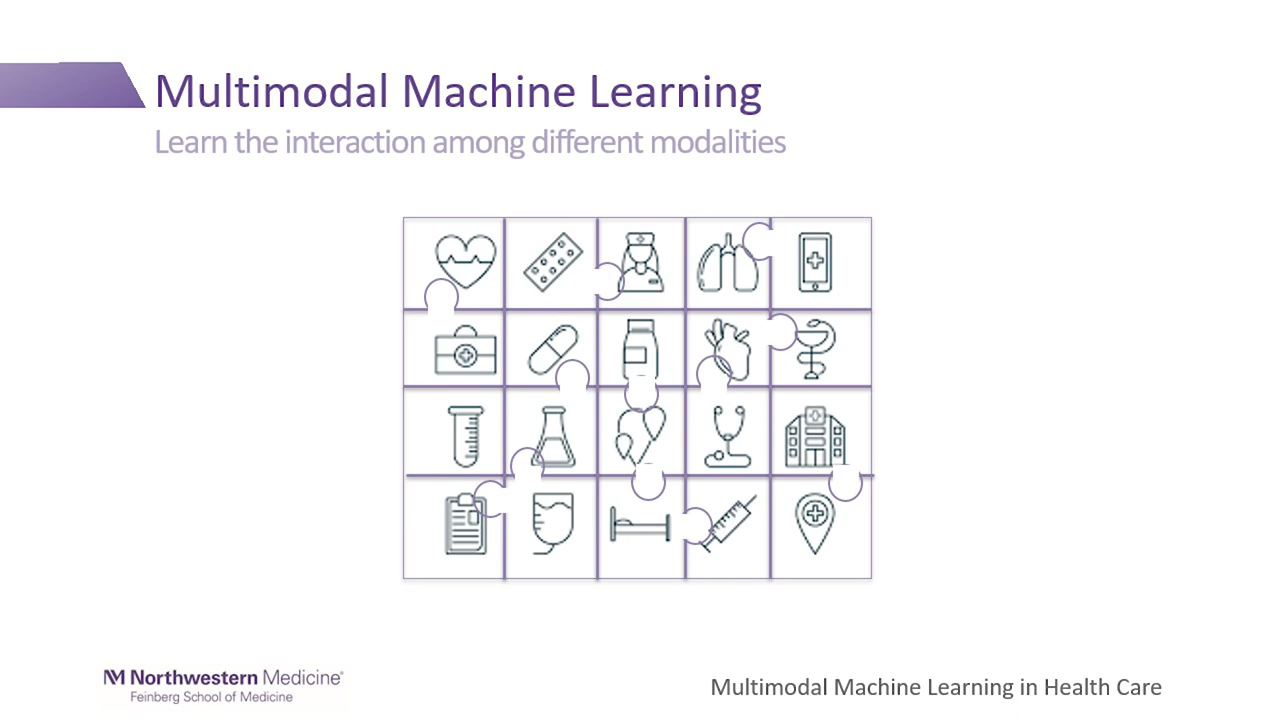 Multimodal Machine Learning
Learn the interaction among different modalities
NM Northwestern Medicine®
Feinberg School of Medicine
Multimodal Machine Learning in Health Care